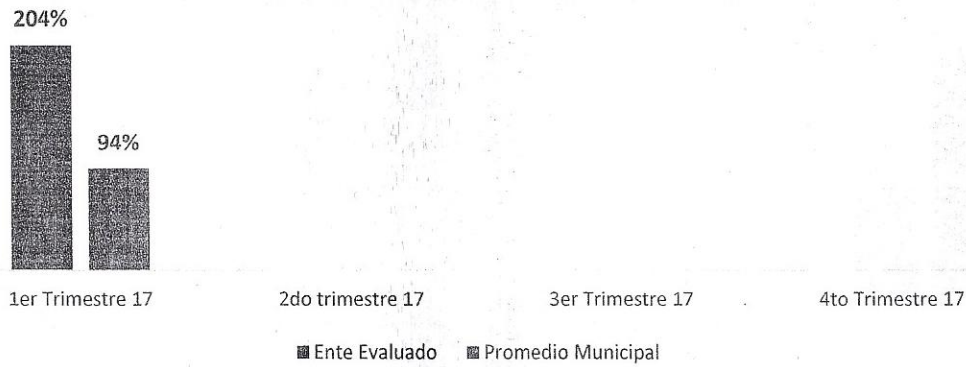 204%
94%
1er Trimestre 17 2do trimestre 17 3er Trimestre 17 4to Trimestre 17
Ente Evaluado Promedio Municipal